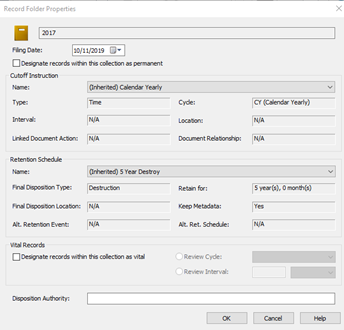 Record Folder Properties
2017
Filing Date: 10/11/2019
Designate records within this collection as permanent
Cutoff Instruction
Name: (Inherited) Calendar Yearly
Type: Time Cycle: CY (Calendar Yearly)
Interval: N/A Location: N/A
Linked Document Action: N/A Document Relationship: N/A
Retention Schedule
Name: (Inherited) 5 Year Destroy
Final Disposition Type: Destruction Retain for: 5 year(s), 0 month(s)
Final Disposition Location: N/A Keep Metadata: Yes
Alt. Retention Event: N/A Alt. Ret. Schedule: N/A
Vital Records
Designate records within this collection as vital Review Cycle:
Review Interval:
Disposition Authority:
OK Cancel Help